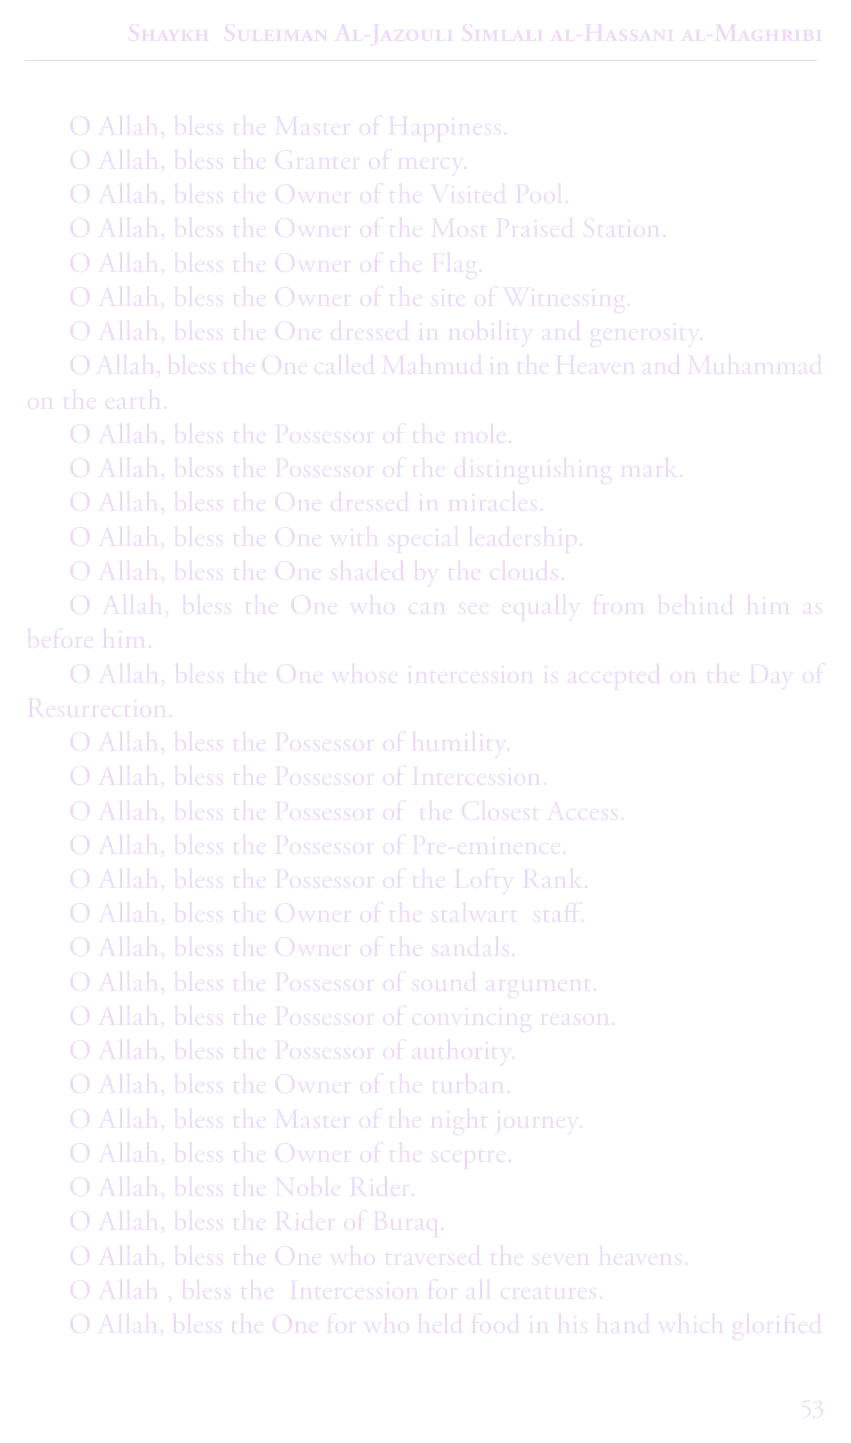 Shaykh Suleiman Al-Jazouli Simlali al-Hassani al-Maghribi
O Allah, bless the Master of Happiness.
O Allah, bless the Granter of mercy.
O Allah, bless the Owner of the Visited Pool.
O Allah, bless the Owner of the Most Praised Station.
O Allah, bless the Owner of the Flag.
O Allah, bless the Owner of the site of Witnessing.
O Allah, bless the One dressed in nobility and generosity.
O Allah, bless the One called Mahmud in the Heaven and Muhammad
on the earth.
O Allah, bless the Possessor of the mole.
O Allah, bless the Possessor of the distinguishing mark.
O Allah, bless the One dressed in miracles.
O Allah, bless the One with special leadership.
O Allah, bless the One shaded by the clouds.
O Allah, bless the One who can see equally from behind him as
before him.
O Allah, bless the One whose intercession is accepted on the Day of
Resurrection.
O Allah, bless the Possessor of humility.
O Allah, bless the Possessor of Intercession.
O Allah, bless the Possessor of the Closest Access.
O Allah, bless the Possessor of Pre-eminence.
O Allah, bless the Possessor of the Lofty Rank.
O Allah, bless the Owner of the stalwart staff.
O Allah, bless the Owner of the sandals.
O Allah, bless the Possessor of sound argument.
O Allah, bless the Possessor of convincing reason.
O Allah, bless the Possessor of authority.
O Allah, bless the Owner of the turban.
O Allah, bless the Master of the night journey.
O Allah, bless the Owner of the sceptre.
O Allah, bless the Noble Rider.
O Allah, bless the Rider of Buraq.
O Allah, bless the One who traversed the seven heavens.
O Allah , bless the Intercession for all creatures.
O Allah, bless the One for who held food in his hand which glorified
53